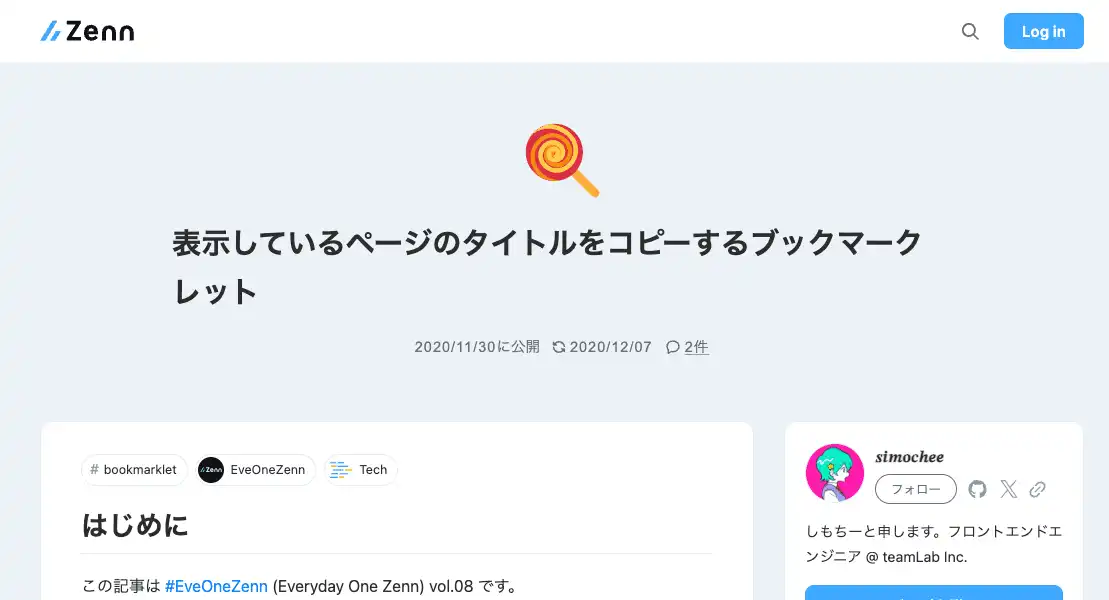 Zenn
Log in
表示しているページのタイトルをコピーするブックマーク
レット
2020/11/30に公開 2020/12/07 2件
# bookmarklet Zenn EveOneZenn Tech
はじめに
この記事は #EveOneZenn (Everyday One Zenn) vol.08 です。
simochee
フォロー
しもちーと申します。フロントエンドエ
ンジニア @ teamLab Inc.